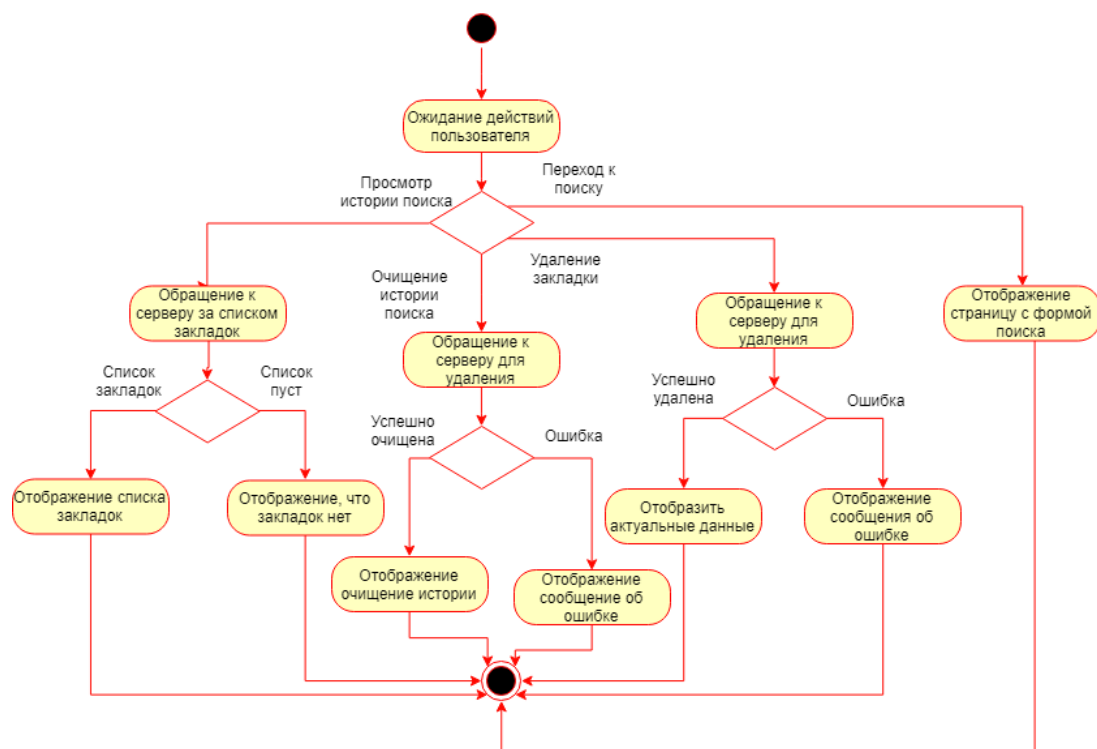 Ожидание действий
пользователя
Просмотр
истории поиска
Переход к
поиску
Очищение
истории
поиска
Удаление
закладки
Обращение к
серверу за списком
закладок
Обращение к
серверу для
удаления
Обращение к
серверу для
удаления
Отображение
страницу с формой
поиска
Список
закладок
Список
пуст
Успешно
очищена
Ошибка
Успешно
удалена
Ошибка
Отображение списка
закладок
Отображение, что
закладок нет
Отображение
очищение истории
Отображение
сообщение об
ошибке
Отобразить
актуальные данные
Отображение
сообщения об
ошибке